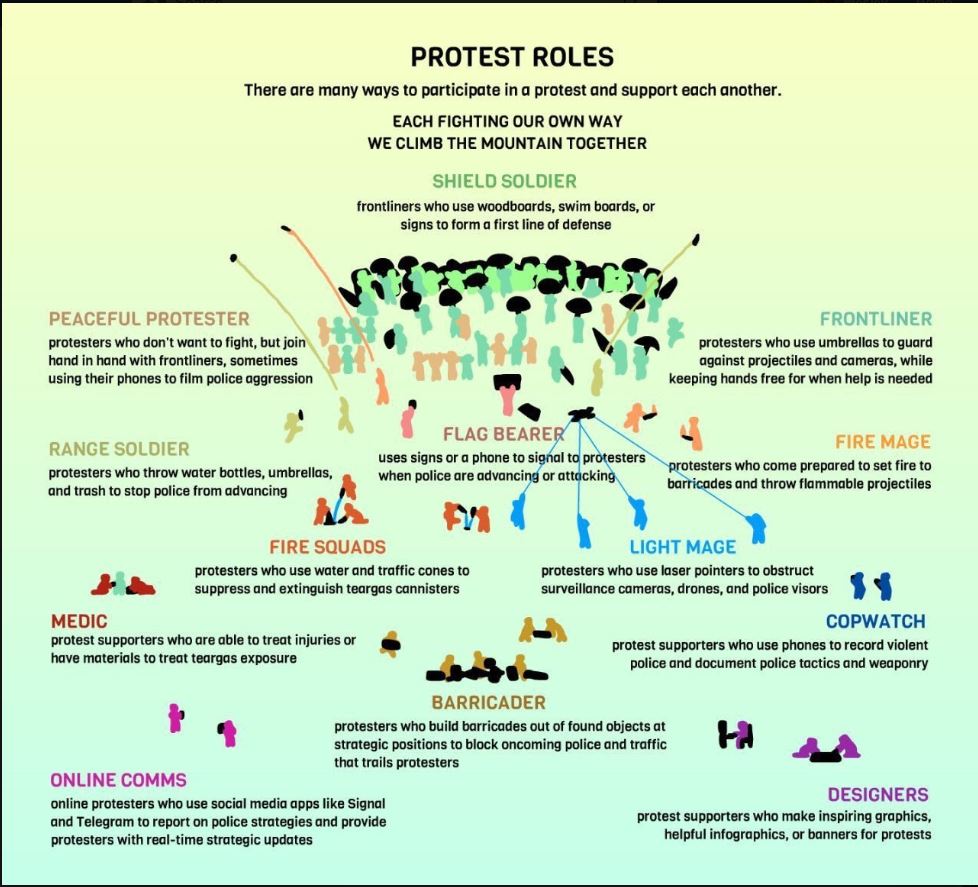 PROTEST ROLES
There are many ways to participate in a protest and support each another.
EACH FIGHTING OUR OWN WAY
WE CLIMB THE MOUNTAIN TOGETHER
SHIELD SOLDIER
frontliners who use woodboards, swim boards, or
signs to form a first line of defense
PEACEFUL PROTESTER
protesters who don't want to fight, but join
hand in hand with frontliners, sometimes
using their phones to film police aggression
FRONTLINER
protesters who use umbrellas to guard
against projectiles and cameras, while
keeping hands free for when help is needed
RANGE SOLDIER
protesters who throw water bottles, umbrellas,
and trash to stop police from advancing
FLAG BEARER
uses signs or a phone to signal to protesters
when police are advancing or attacking
FIRE MAGE
protesters who come prepared to set fire to
barricades and throw flammable projectiles
FIRE SQUADS
protesters who use water and traffic cones to
suppress and extinguish teargas cannisters
LIGHT MAGE
protesters who use laser pointers to obstruct
surveillance cameras, drones, and police visors
MEDIC
protest supporters who are able to treat injuries or
have materials to treat teargas exposure
COPWATCH
protest supporters who use phones to record violent
police and document police tactics and weaponry
BARRICADER
protesters who build barricades out of found objects at
strategic positions to block oncoming police and traffic
that trails protesters
ONLINE COMMS
online protesters who use social media apps like Signal
and Telegram to report on police strategies and provide
protesters with real-time strategic updates
DESIGNERS
protest supporters who make inspiring graphics,
helpful infographics, or banners for protests